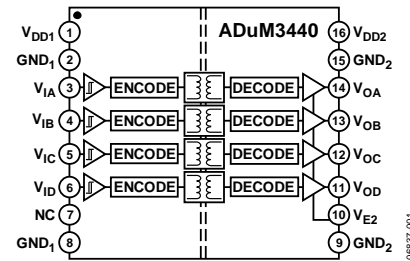 ADuM3440
VDD1 1
GND1 2
VIA 3 ENCODE DECODE 14 VOA
VIB 4 ENCODE DECODE 13 VOB
VIC 5 ENCODE DECODE 12 VOC
VID 6 ENCODE DECODE 11 VOD
NC 7
GND1 8
16 VDD2
15 GND2
10 VE2
9 GND2
06837-001